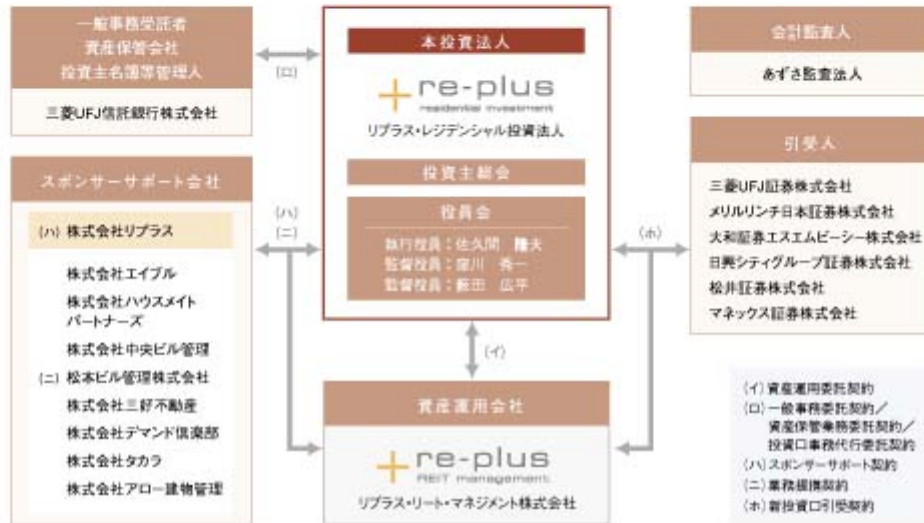 一般事務受託者
資産保管会社
投資主名簿等管理人
三菱UFJ信託銀行株式会社
(ロ)
本投資法人
re-plus
residential investment
リプラス・レジデンシャル投資法人
投資主総会
役員会
執行役員：佐久間　隆夫
監督役員：窪川　秀一
監督役員：飯田　広平
会計監査人
あずさ監査法人
スポンサーサポート会社
(ハ) 株式会社リプラス
株式会社エイブル
株式会社ハウスメイト
パートナーズ
株式会社中央ビル管理
(ニ) 松本ビル管理株式会社
株式会社三好不動産
株式会社デマンド倶楽部
株式会社タカラ
株式会社アロー建物管理
(ハ)
(ニ)
(ホ)
引受人
三菱UFJ証券株式会社
メリルリンチ日本証券株式会社
大和証券エスエムビーシー株式会社
日興シティグループ証券株式会社
松井証券株式会社
マネックス証券株式会社
(イ)
資産運用会社
re-plus
REIT management
リプラス・リート・マネジメント株式会社
(イ) 資産運用委託契約
(ロ) 一般事務委託契約／
資産保管業務委託契約／
投資口事務代行委託契約
(ハ) スポンサーサポート契約
(ニ) 業務提携契約
(ホ) 新投資口引受契約